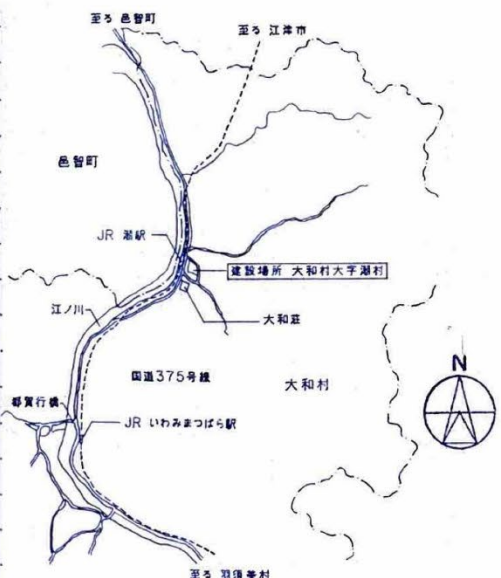 至る 邑智町
至る 江津市
邑智町
JR 潮駅
建設場所 大和村大字潮村
大和荘
江ノ川
国道375号線
大和村
N
都賀行橋
JR いわみまつばら駅
至る 羽須美村